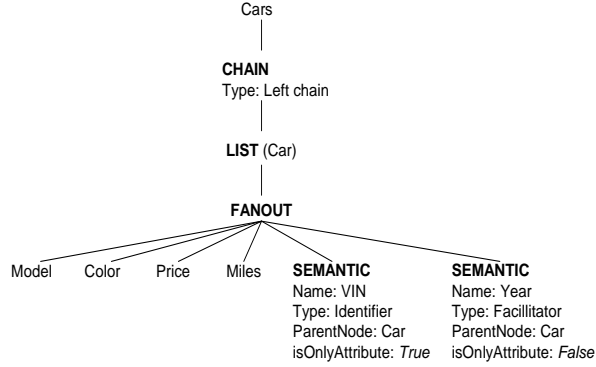 Cars
CHAIN
Type: Left chain
LIST (Car)
FANOUT
Model Color Price Miles
SEMANTIC
Name: VIN
Type: Identifier
ParentNode: Car
isOnlyAttribute: True
SEMANTIC
Name: Year
Type: Facillitator
ParentNode: Car
isOnlyAttribute: False